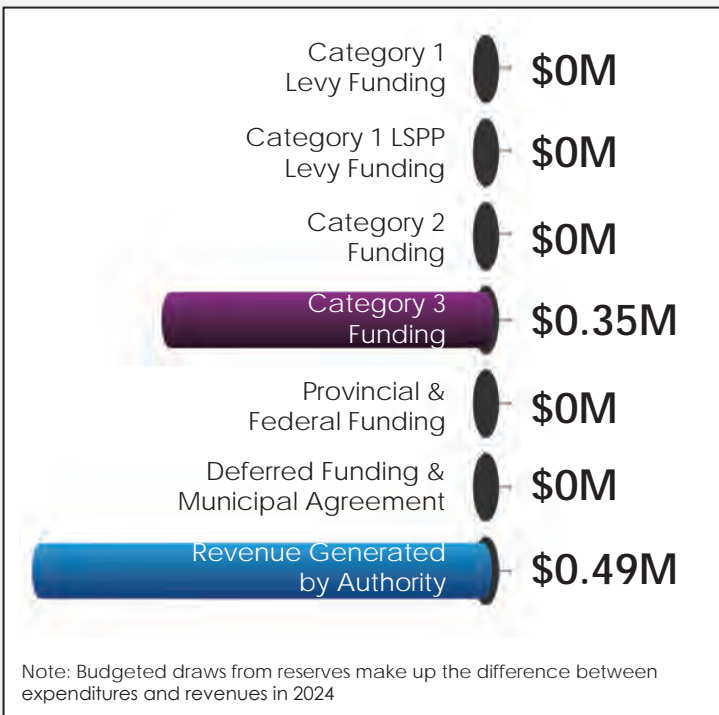 Category 1
Levy Funding
$0M
Category 1 LSPP
Levy Funding
$0M
Category 2
Funding
$0M
Category 3
Funding
$0.35M
Provincial &
Federal Funding
$0M
Deferred Funding &
Municipal Agreement
$0M
Revenue Generated
by Authority
$0.49M
Note: Budgeted draws from reserves make up the difference between
expenditures and revenues in 2024